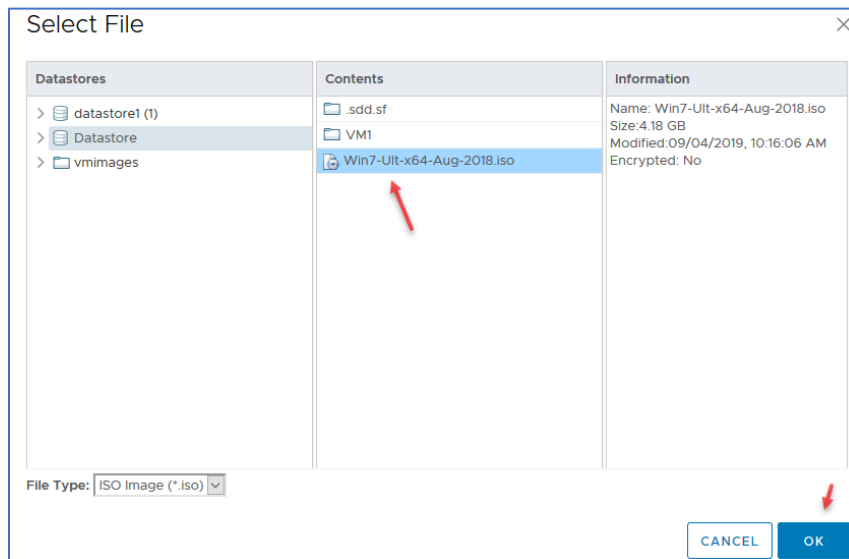 Select File
Datastores
datastore1 (1)
Datastore
vmimages
Contents
.sdd.sf
VM1
Win7-Ult-x64-Aug-2018.iso
Information
Name: Win7-Ult-x64-Aug-2018.iso
Size:4.18 GB
Modified:09/04/2019, 10:16:06 AM
Encrypted: No
File Type: ISO Image (*.iso)
CANCEL
OK